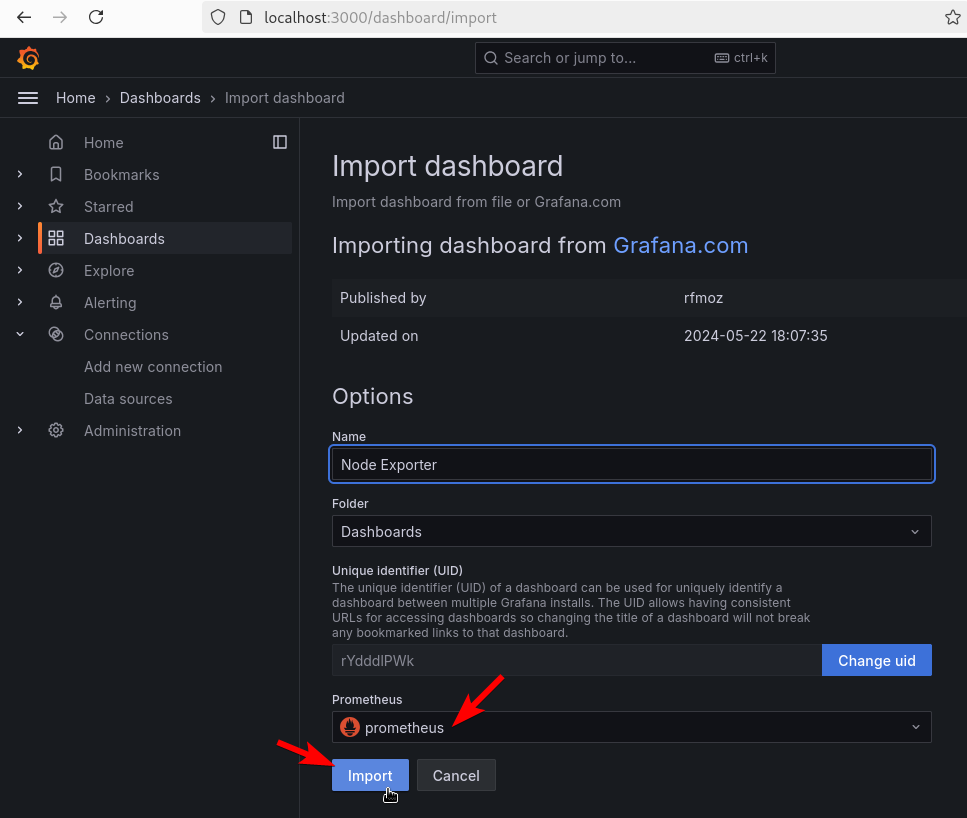 localhost:3000/dashboard/import
Search or jump to... ctrl+k
Home › Dashboards › Import dashboard
Home
Bookmarks
Starred
Dashboards
Explore
Alerting
Connections
Add new connection
Data sources
Administration
Import dashboard
Import dashboard from file or Grafana.com
Importing dashboard from Grafana.com
Published by rfmoz
Updated on 2024-05-22 18:07:35
Options
Name
Node Exporter
Folder
Dashboards
Unique identifier (UID)
The unique identifier (UID) of a dashboard can be used for uniquely identify a
dashboard between multiple Grafana installs. The UID allows having consistent
URLs for accessing dashboards so changing the title of a dashboard will not break
any bookmarked links to that dashboard.
rYdddlPWk Change uid
Prometheus
prometheus
Import Cancel